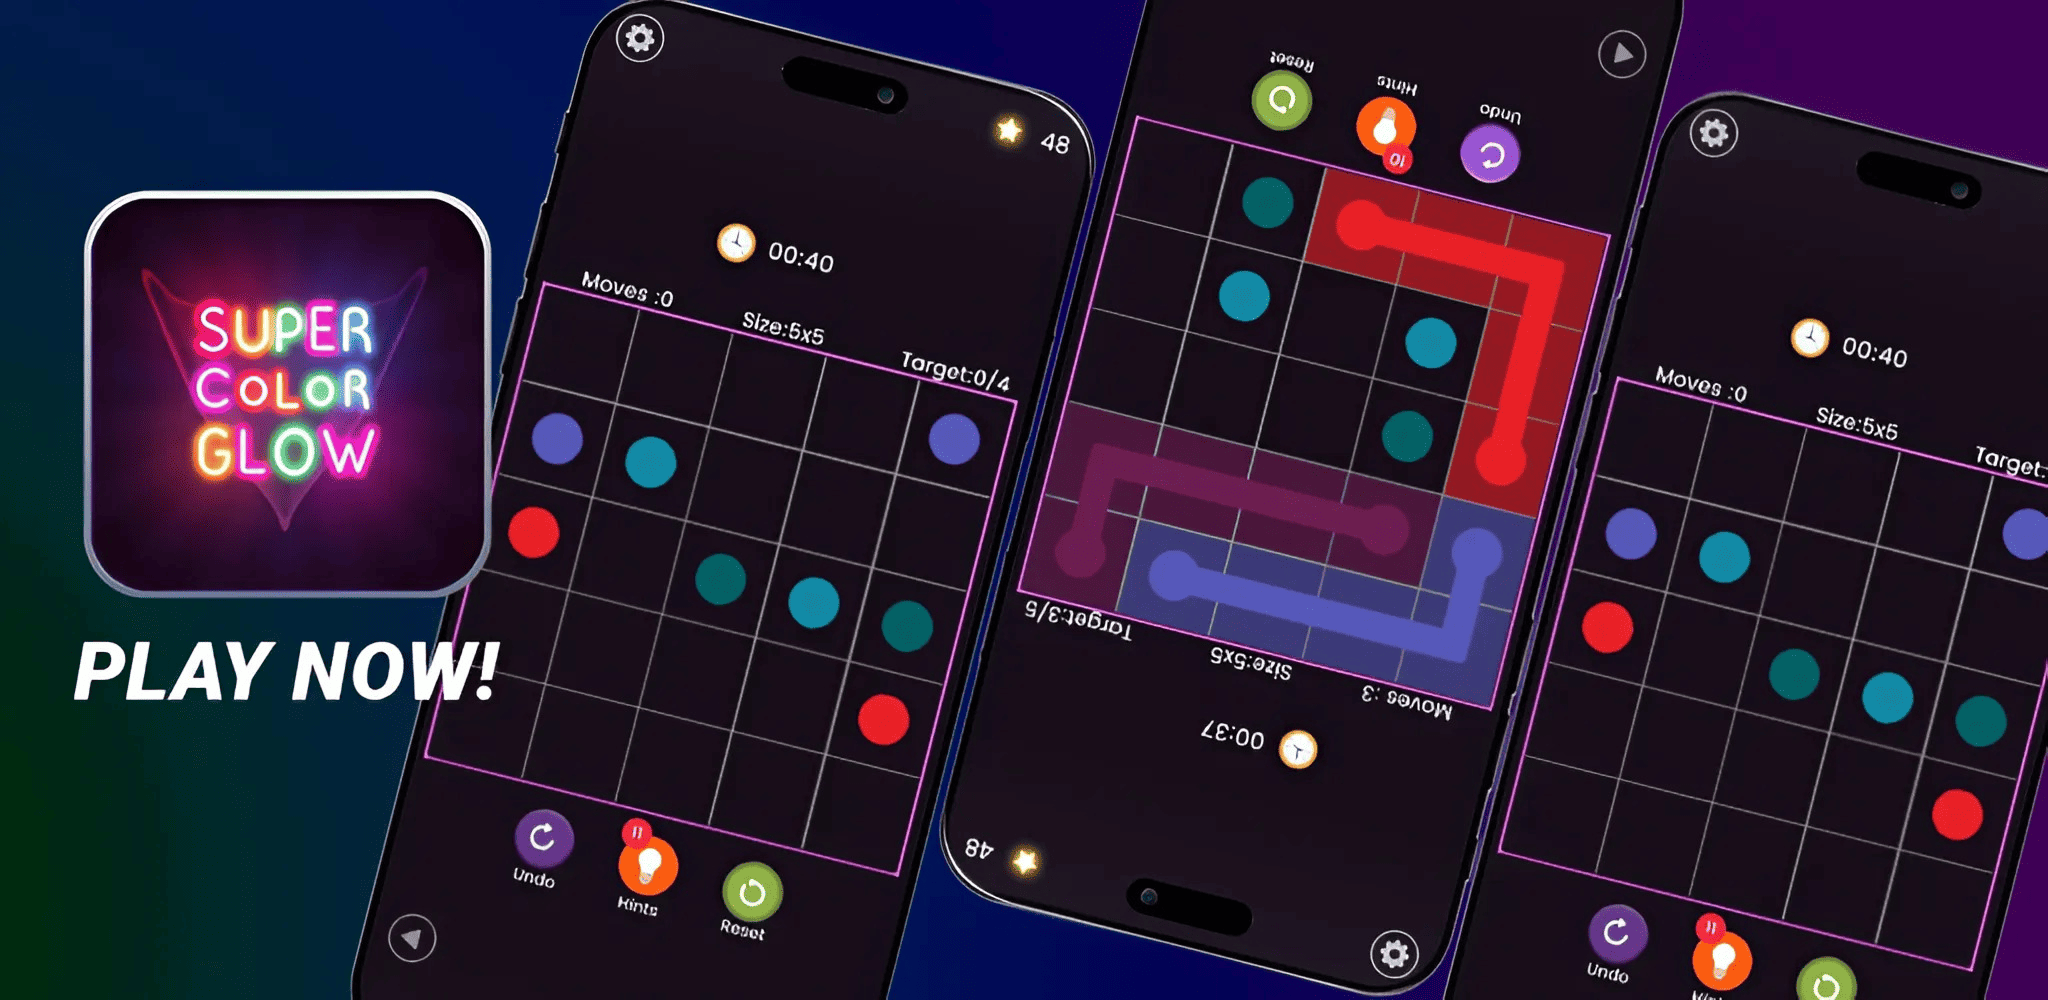 SUPER
COLOR
GLOW
PLAY NOW!
48
00:40
Moves :0
Size:5x5
Target:0/4
11
Undo
Hints
Reset
48
00:37
Moves :3
Size:5x5
Target:3/5
Undo
Hints
10
Reset
00:40
Moves :0
Size:5x5
Target:
11
Undo